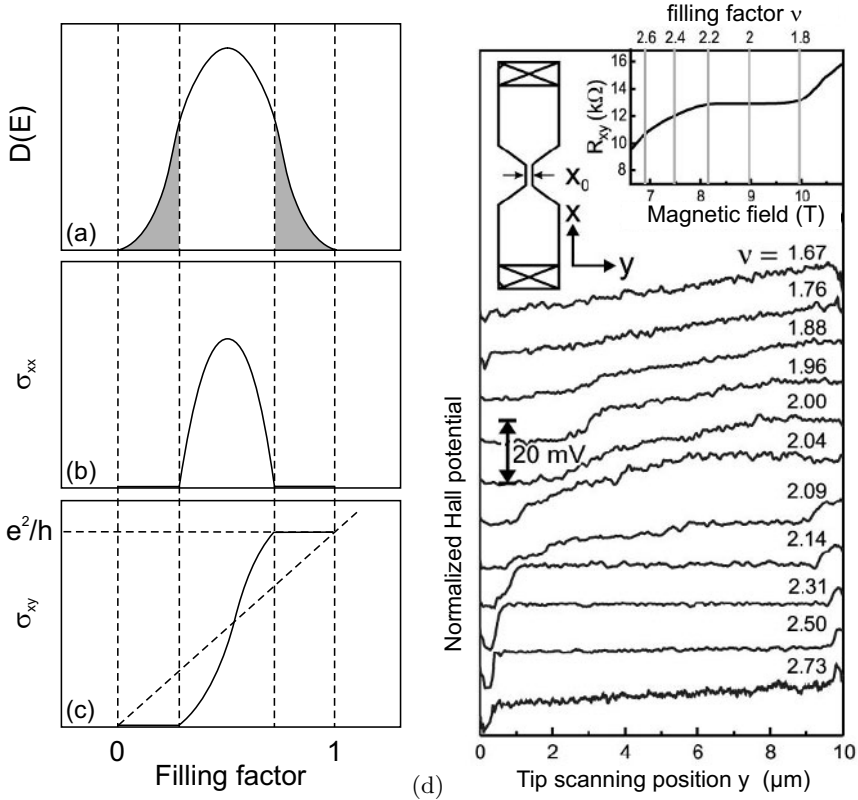 D(E)
(a)
σxx
(b)
e²/h
σxy
(c)
0 1
Filling factor
(d)
filling factor ν
2.6 2.4 2.2 2 1.8
Rxy (kΩ)
16
14
12
10
8
7 8 9 10
Magnetic field (T)
x₀
x
y
ν = 1.67
1.76
1.88
1.96
2.00
2.04
2.09
2.14
2.31
2.50
2.73
20 mV
Normalized Hall potential
0 2 4 6 8 10
Tip scanning position y (μm)